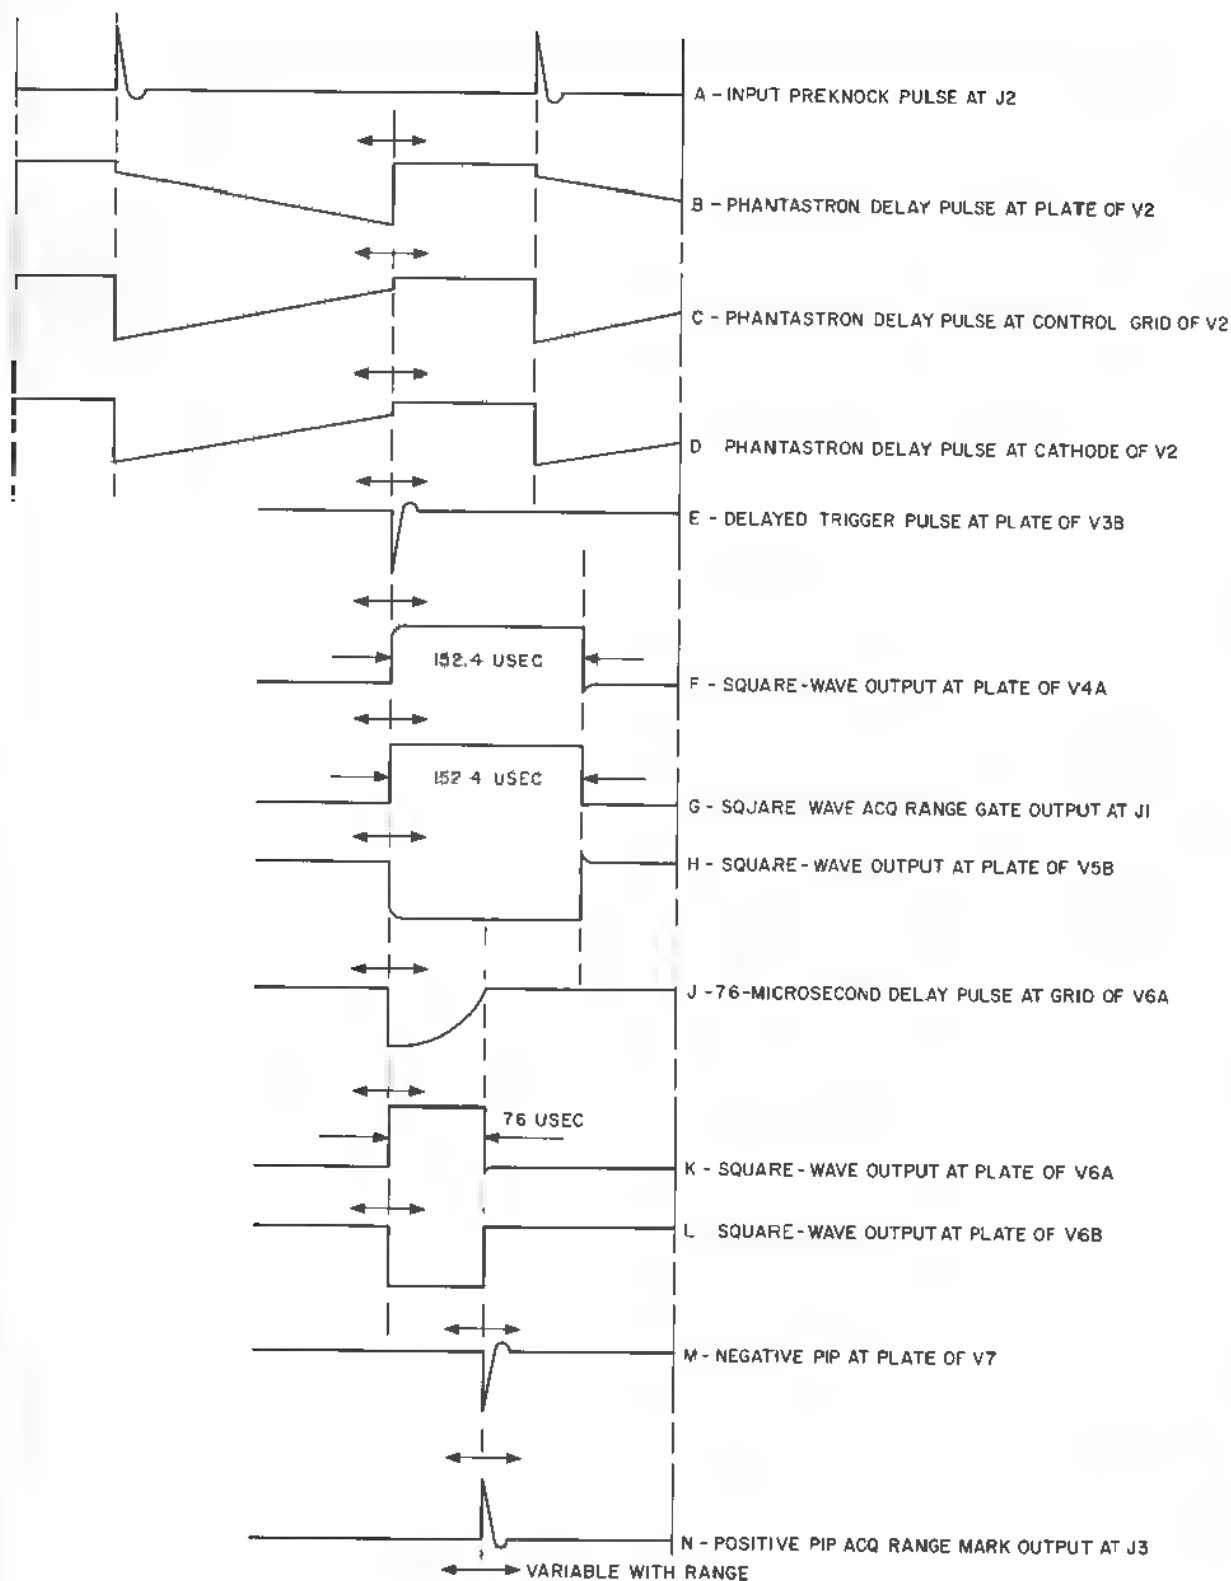 A - INPUT PREKNOCK PULSE AT J2
B - PHANTASTRON DELAY PULSE AT PLATE OF V2
C - PHANTASTRON DELAY PULSE AT CONTROL GRID OF V2
D PHANTASTRON DELAY PULSE AT CATHODE OF V2
E - DELAYED TRIGGER PULSE AT PLATE OF V3B
152.4 USEC
F - SQUARE-WAVE OUTPUT AT PLATE OF V4A
152.4 USEC
G - SQUARE WAVE ACQ RANGE GATE OUTPUT AT J1
H - SQUARE-WAVE OUTPUT AT PLATE OF V5B
J - 76-MICROSECOND DELAY PULSE AT GRID OF V6A
76 USEC
K - SQUARE-WAVE OUTPUT AT PLATE OF V6A
L SQUARE-WAVE OUTPUT AT PLATE OF V6B
M - NEGATIVE PIP AT PLATE OF V7
N - POSITIVE PIP ACQ RANGE MARK OUTPUT AT J3
VARIABLE WITH RANGE